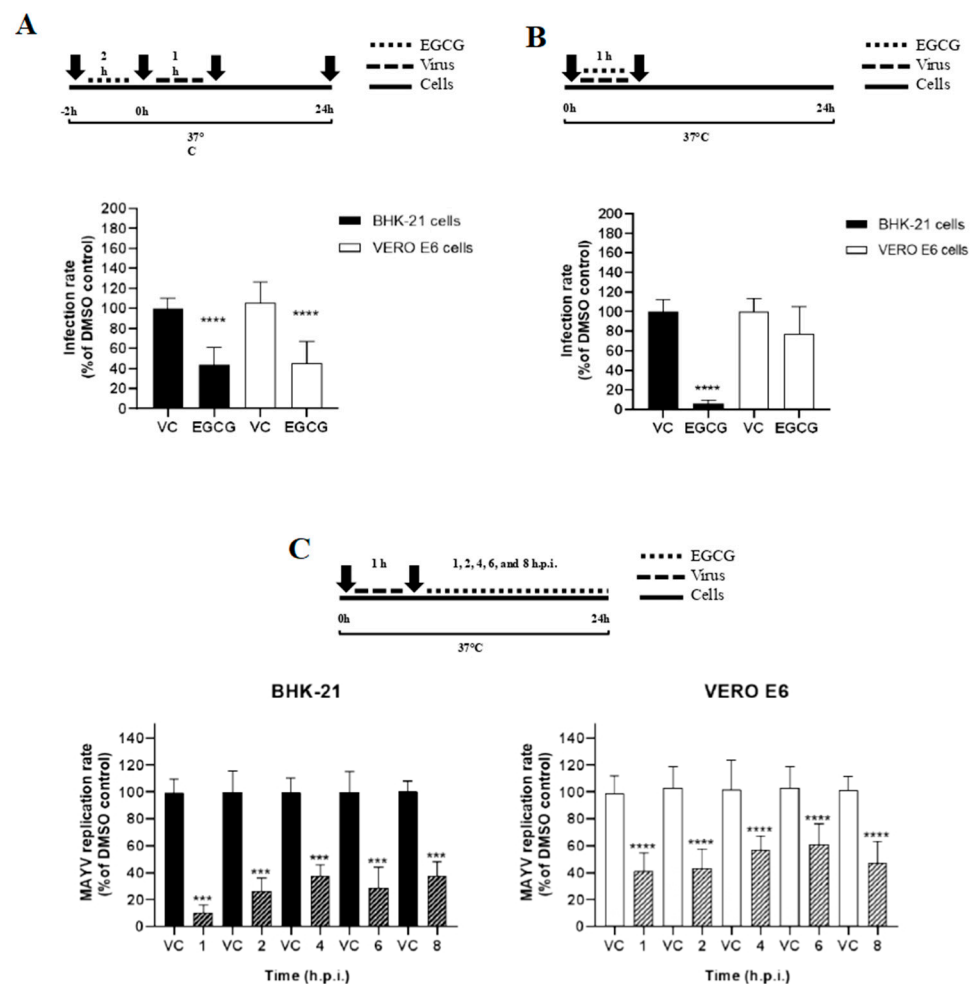 A
2
h
1
h
EGCG
Virus
Cells
-2h
0h
24h
37°
C
Infection rate
(%of DMSO control)
200
180
160
140
120
100
80
60
40
20
0
****
****
VC
EGCG
VC
EGCG
BHK-21 cells
VERO E6 cells
B
1 h
EGCG
Virus
Cells
0h
24h
37°C
Infection rate
(%of DMSO control)
200
180
160
140
120
100
80
60
40
20
0
****
VC
EGCG
VC
EGCG
BHK-21 cells
VERO E6 cells
C
1 h
1, 2, 4, 6, and 8 h.p.i.
EGCG
Virus
Cells
0h
24h
37°C
BHK-21
MAYV replication rate
(%of DMSO control)
140
120
100
80
60
40
20
0
***
***
***
***
***
VC
1
VC
2
VC
4
VC
6
VC
8
Time (h.p.i.)
VERO E6
MAYV replication rate
(%of DMSO control)
140
120
100
80
60
40
20
0
****
****
****
****
****
VC
1
VC
2
VC
4
VC
6
VC
8
Time (h.p.i.)